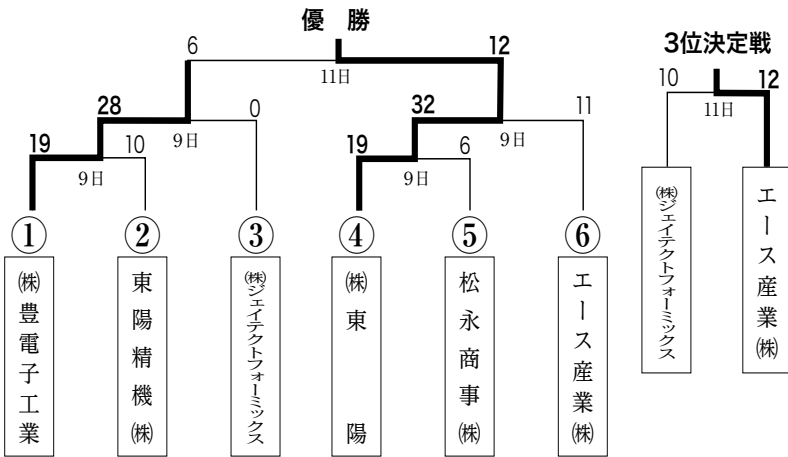 優 勝
3位決定戦
6
12
11日
10
12
11日
28
0
32
11
9日
9日
19
10
19
6
9日
9日
①
②
③
④
⑤
⑥
㈱豊電子工業
東陽精機㈱
㈱ジェイテクトフォーミックス
㈱東 陽
松永商事㈱
エース産業㈱
㈱ジェイテクトフォーミックス
エース産業㈱